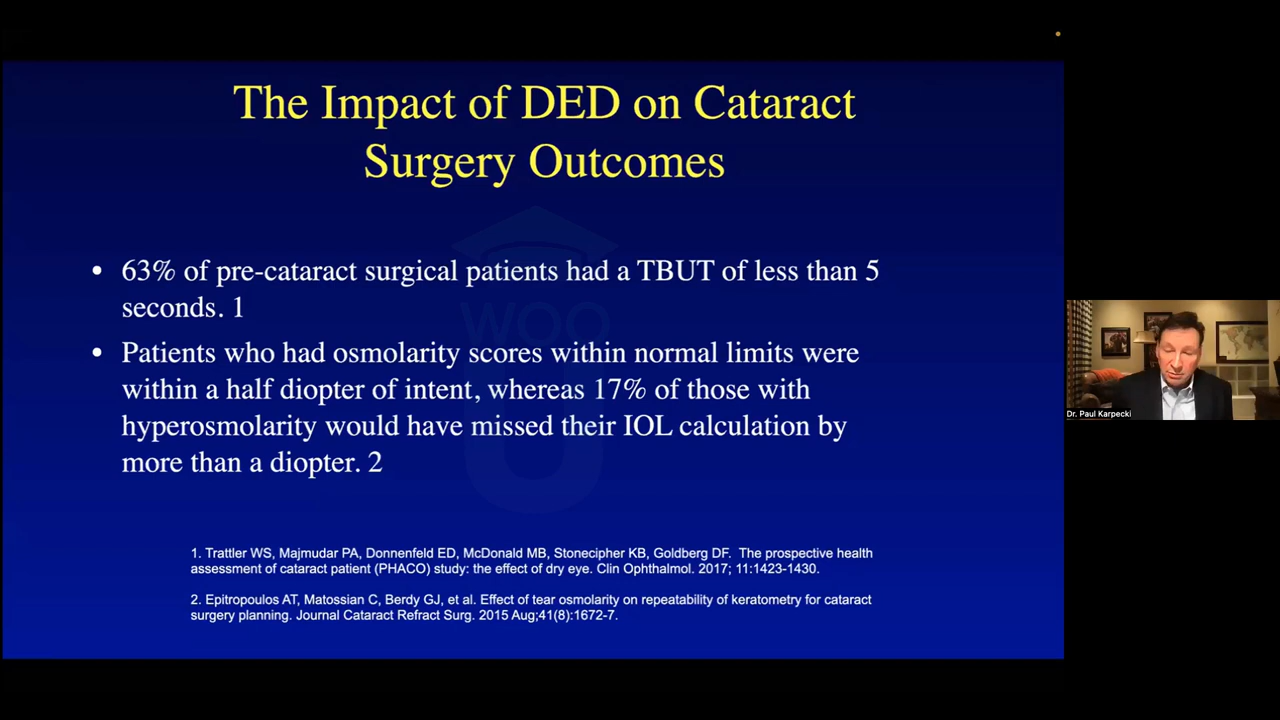 The Impact of DED on Cataract
Surgery Outcomes
• 63% of pre-cataract surgical patients had a TBUT of less than 5
seconds. 1
• Patients who had osmolarity scores within normal limits were
within a half diopter of intent, whereas 17% of those with
hyperosmolarity would have missed their IOL calculation by
more than a diopter. 2
WOO
U
1. Trattler WS, Majmudar PA, Donnenfeld ED, McDonald MB, Stonecipher KB, Goldberg DF. The prospective health
assessment of cataract patient (PHACO) study: the effect of dry eye. Clin Ophthalmol. 2017; 11:1423-1430.
2. Epitropoulos AT, Matossian C, Berdy GJ, et al. Effect of tear osmolarity on repeatability of keratometry for cataract
surgery planning. Journal Cataract Refract Surg. 2015 Aug;41(8):1672-7.
Dr. Paul Karpecki